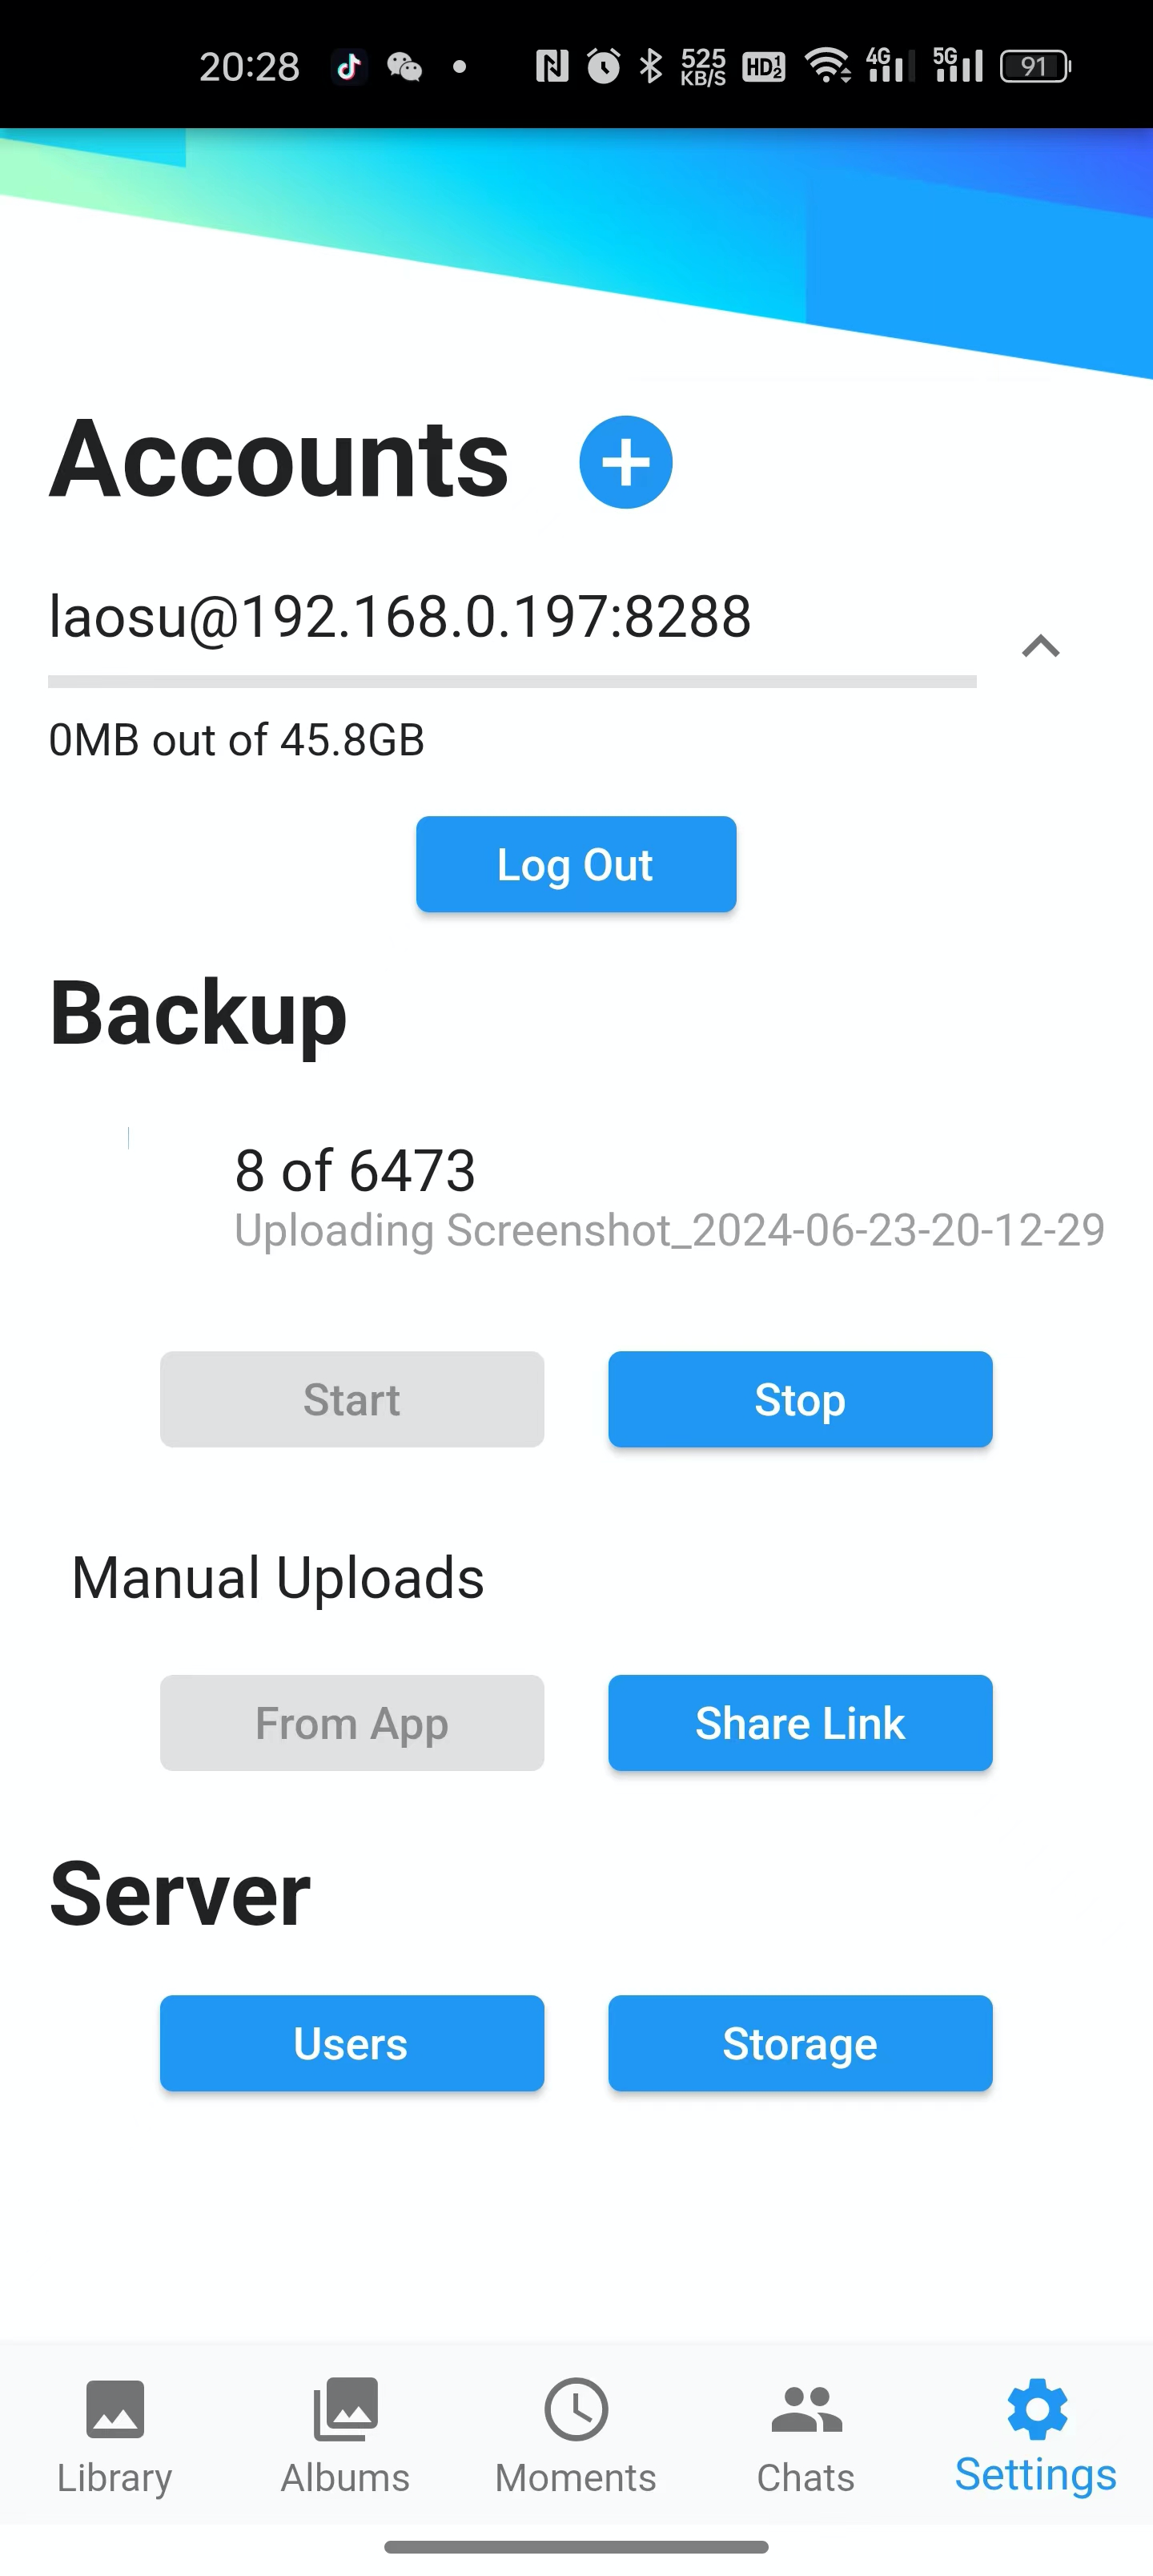 20:28
525 KB/S
HD 1 2
4G
5G
91
Accounts
laosu@192.168.0.197:8288
0MB out of 45.8GB
Log Out
Backup
8 of 6473
Uploading Screenshot_2024-06-23-20-12-29
Start
Stop
Manual Uploads
From App
Share Link
Server
Users
Storage
Library
Albums
Moments
Chats
Settings